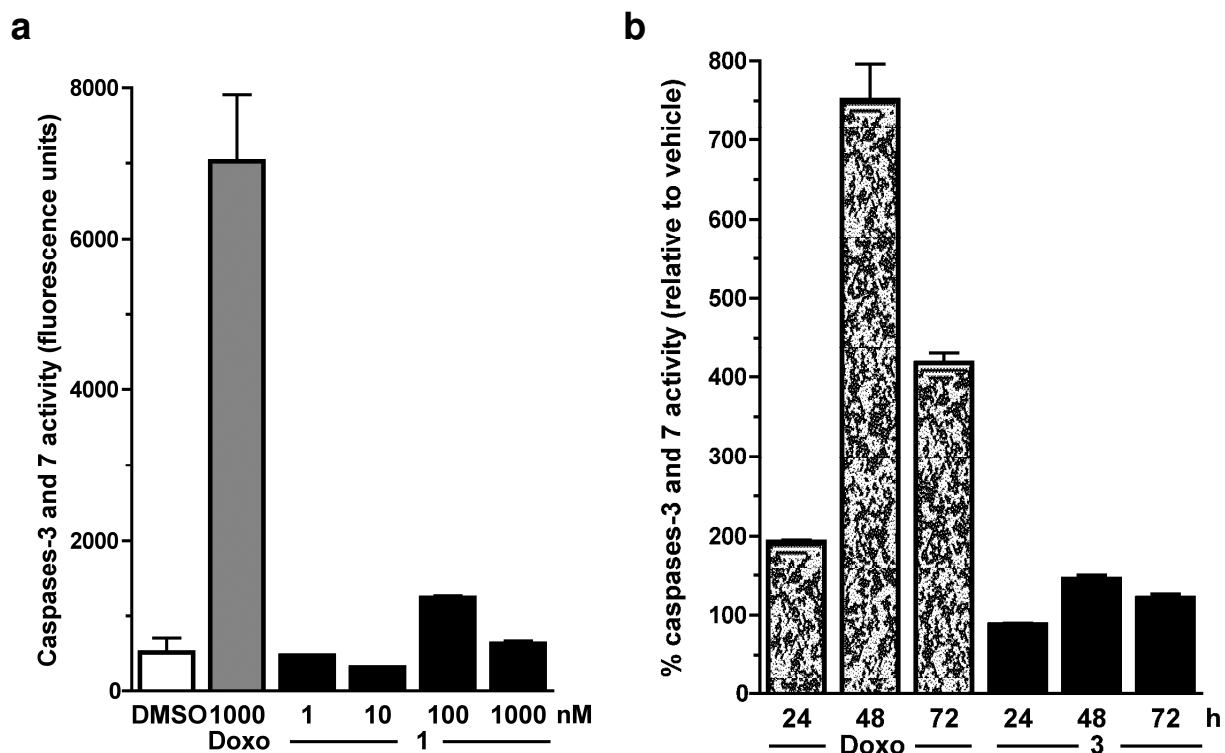 a
Caspases-3 and 7 activity (fluorescence units)
8000
6000
4000
2000
0
DMSO 1000 1 10 100 1000 nM
Doxo 1
b
% caspases-3 and 7 activity (relative to vehicle)
800
700
600
500
400
300
200
100
0
24 48 72 24 48 72 h
Doxo 3